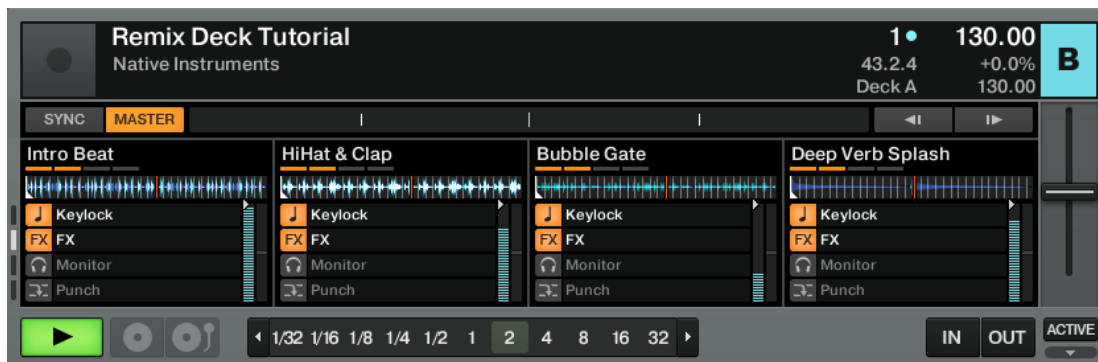 Remix Deck Tutorial 1 130.00
Native Instruments 43.2.4 +0.0% B
Deck A 130.00
SYNC MASTER
Intro Beat HiHat & Clap Bubble Gate Deep Verb Splash
Keylock Keylock Keylock Keylock
FX FX FX FX FX FX FX FX
Monitor Monitor Monitor Monitor
Punch Punch Punch Punch
1/32 1/16 1/8 1/4 1/2 1 2 4 8 16 32 IN OUT ACTIVE